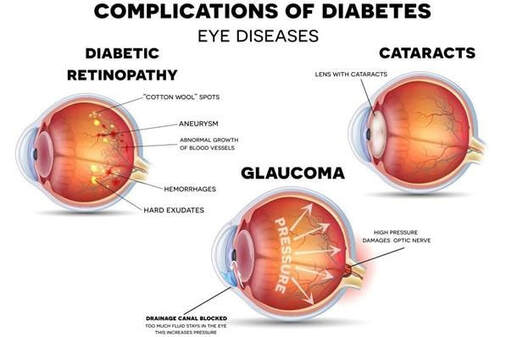 COMPLICATIONS OF DIABETES
EYE DISEASES
DIABETIC
RETINOPATHY
"COTTON WOOL" SPOTS
ANEURYSM
ABNORMAL GROWTH
OF BLOOD VESSELS
HEMORRHAGES
HARD EXUDATES
CATARACTS
LENS WITH CATARACTS
GLAUCOMA
PRESSURE
HIGH PRESSURE
DAMAGES OPTIC NERVE
DRAINAGE CANAL BLOCKED
TOO MUCH FLUID STAYS IN THE EYE
THIS INCREASES PRESSURE